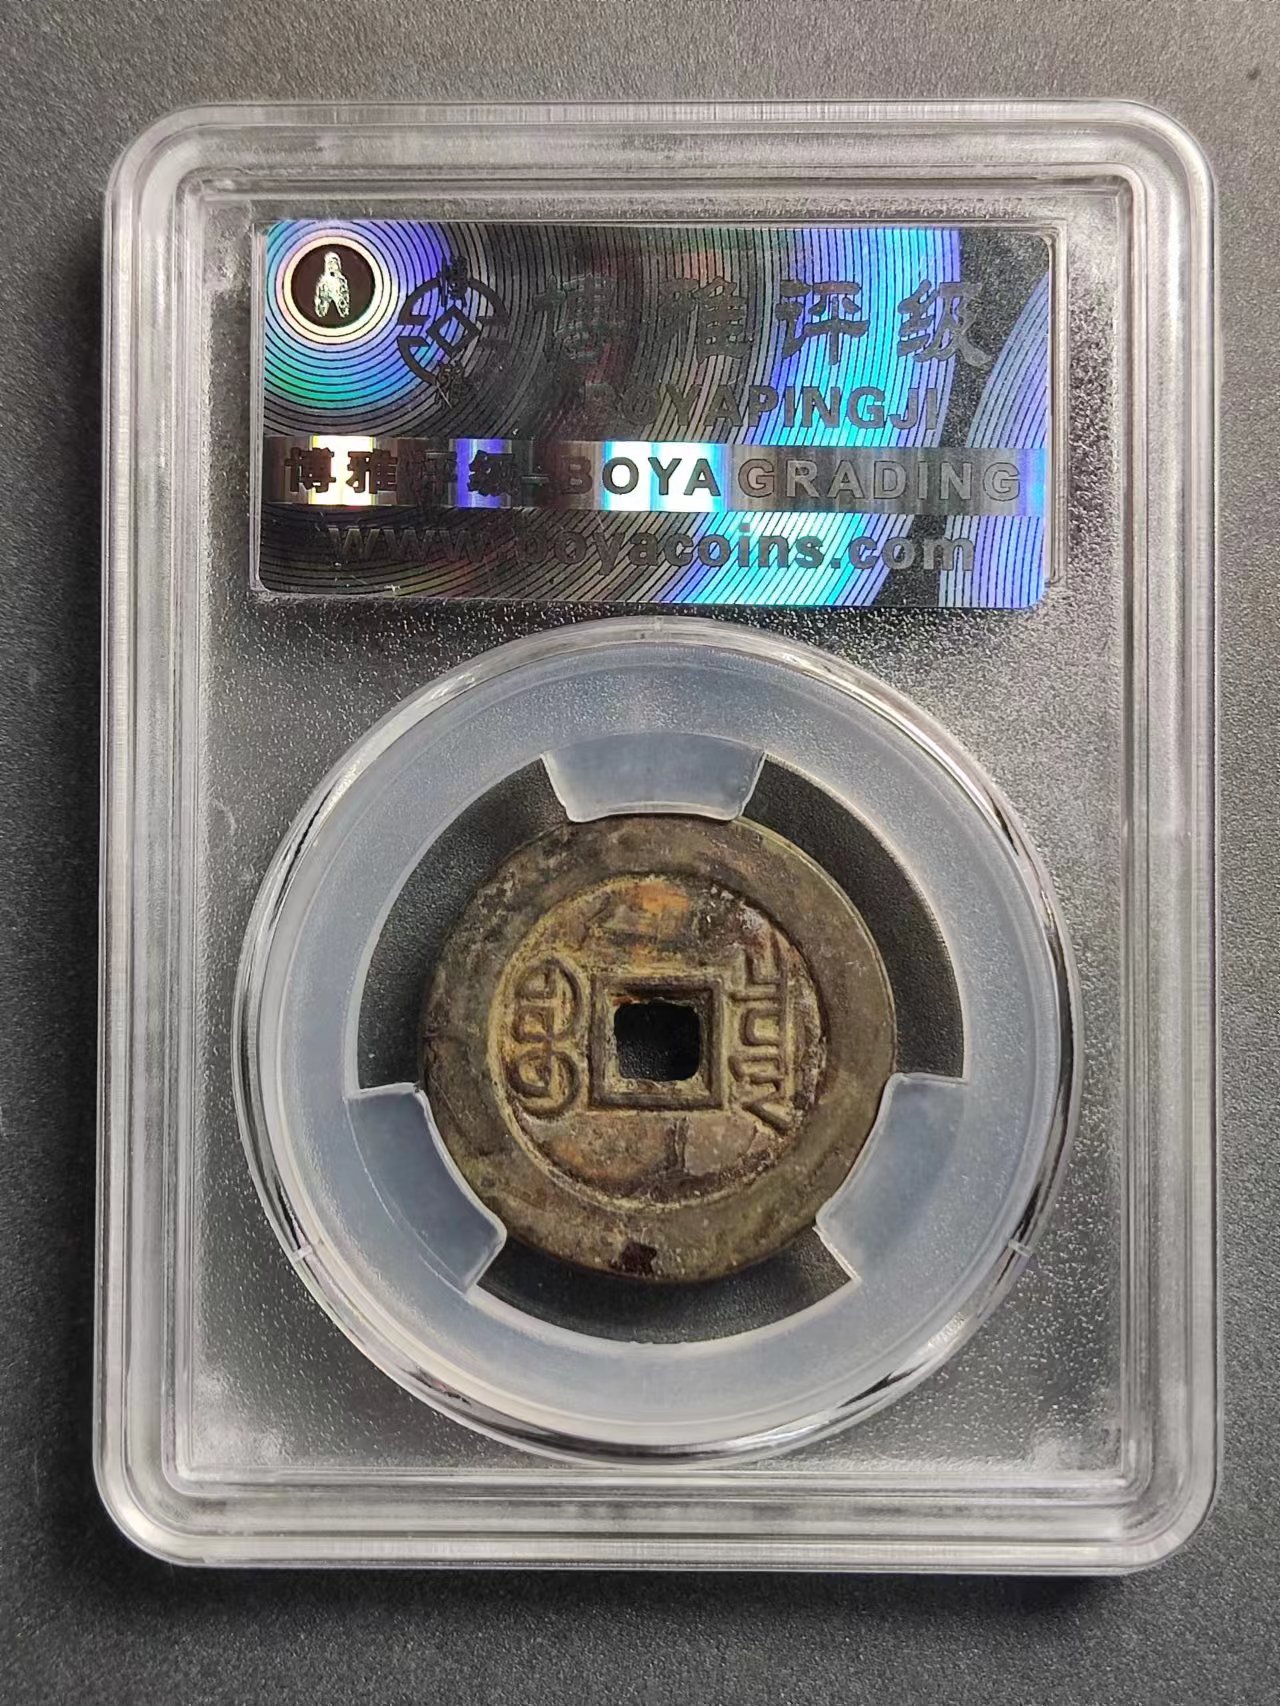 博雅评级
BOYAPINGJI
博雅评级-BOYA GRADING
www.boyacoins.com